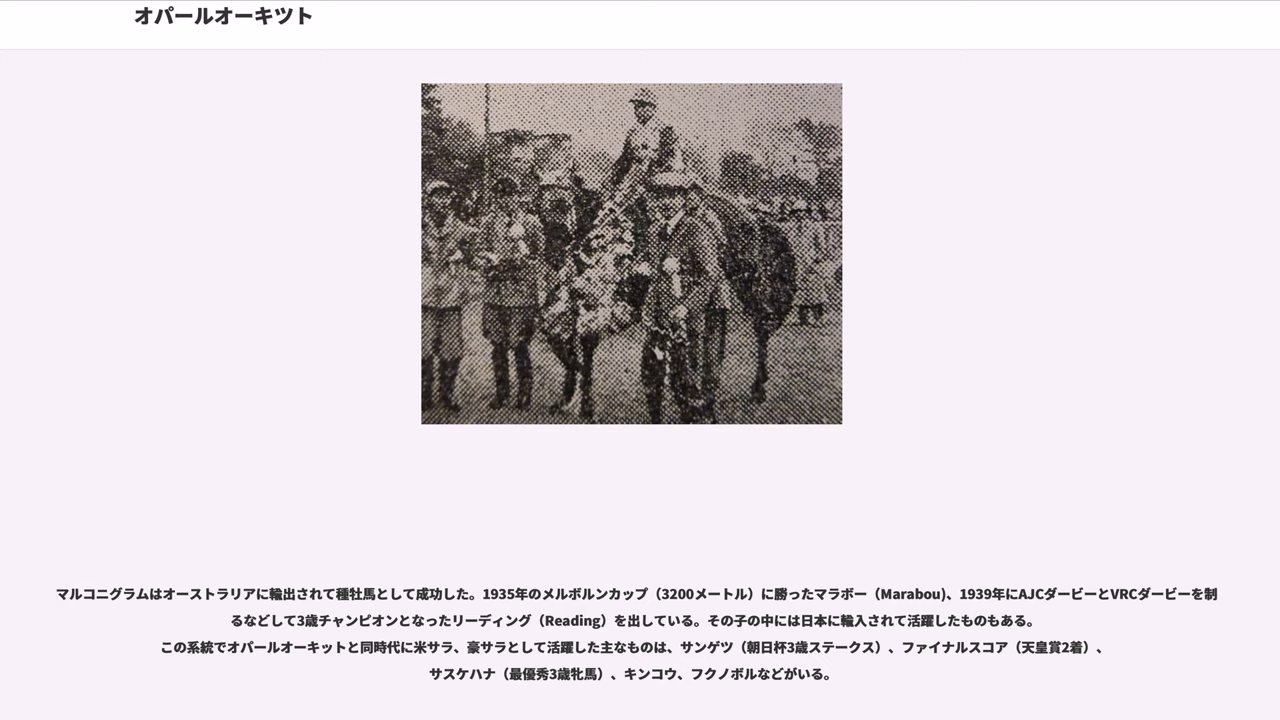 オパールオーキツト
マルコニグラムはオーストラリアに輸出されて種牡馬として成功した。1935年のメルボルンカップ（3200メートル）に勝ったマラボー（Marabou)、1939年にAJCダービーとVRCダービーを制
るなどして3歳チャンピオンとなったリーディング（Reading）を出している。その子の中には日本に輸入されて活躍したものもある。
この系統でオパールオーキットと同時代に米サラ、豪サラとして活躍した主なものは、サンゲツ（朝日杯3歳ステークス）、ファイナルスコア（天皇賞2着）、
サスケハナ（最優秀3歳牝馬）、キンコウ、フクノボルなどがいる。